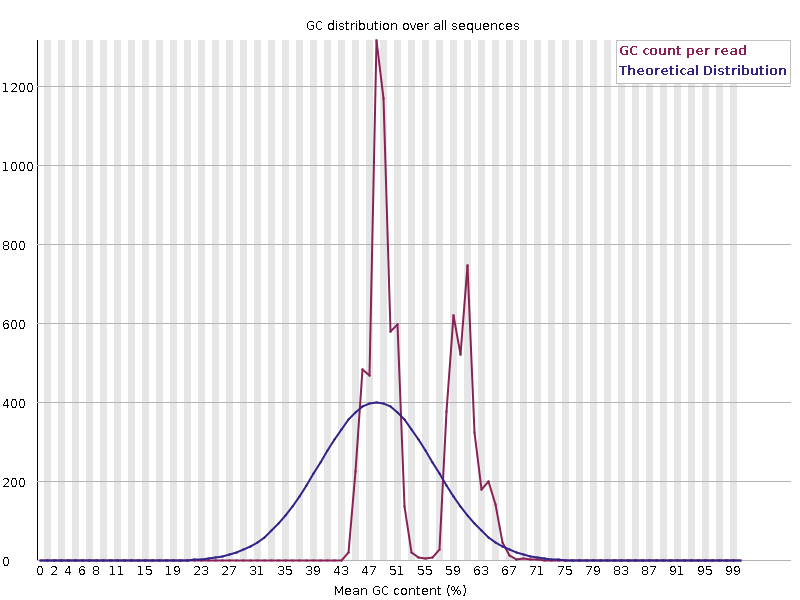 GC distribution over all sequences
GC count per read
Theoretical Distribution
1200
1000
800
600
400
200
0
0 2 4 6 8 11 15 19 23 27 31 35 39 43 47 51 55 59 63 67 71 75 79 83 87 91 95 99
Mean GC content (%)